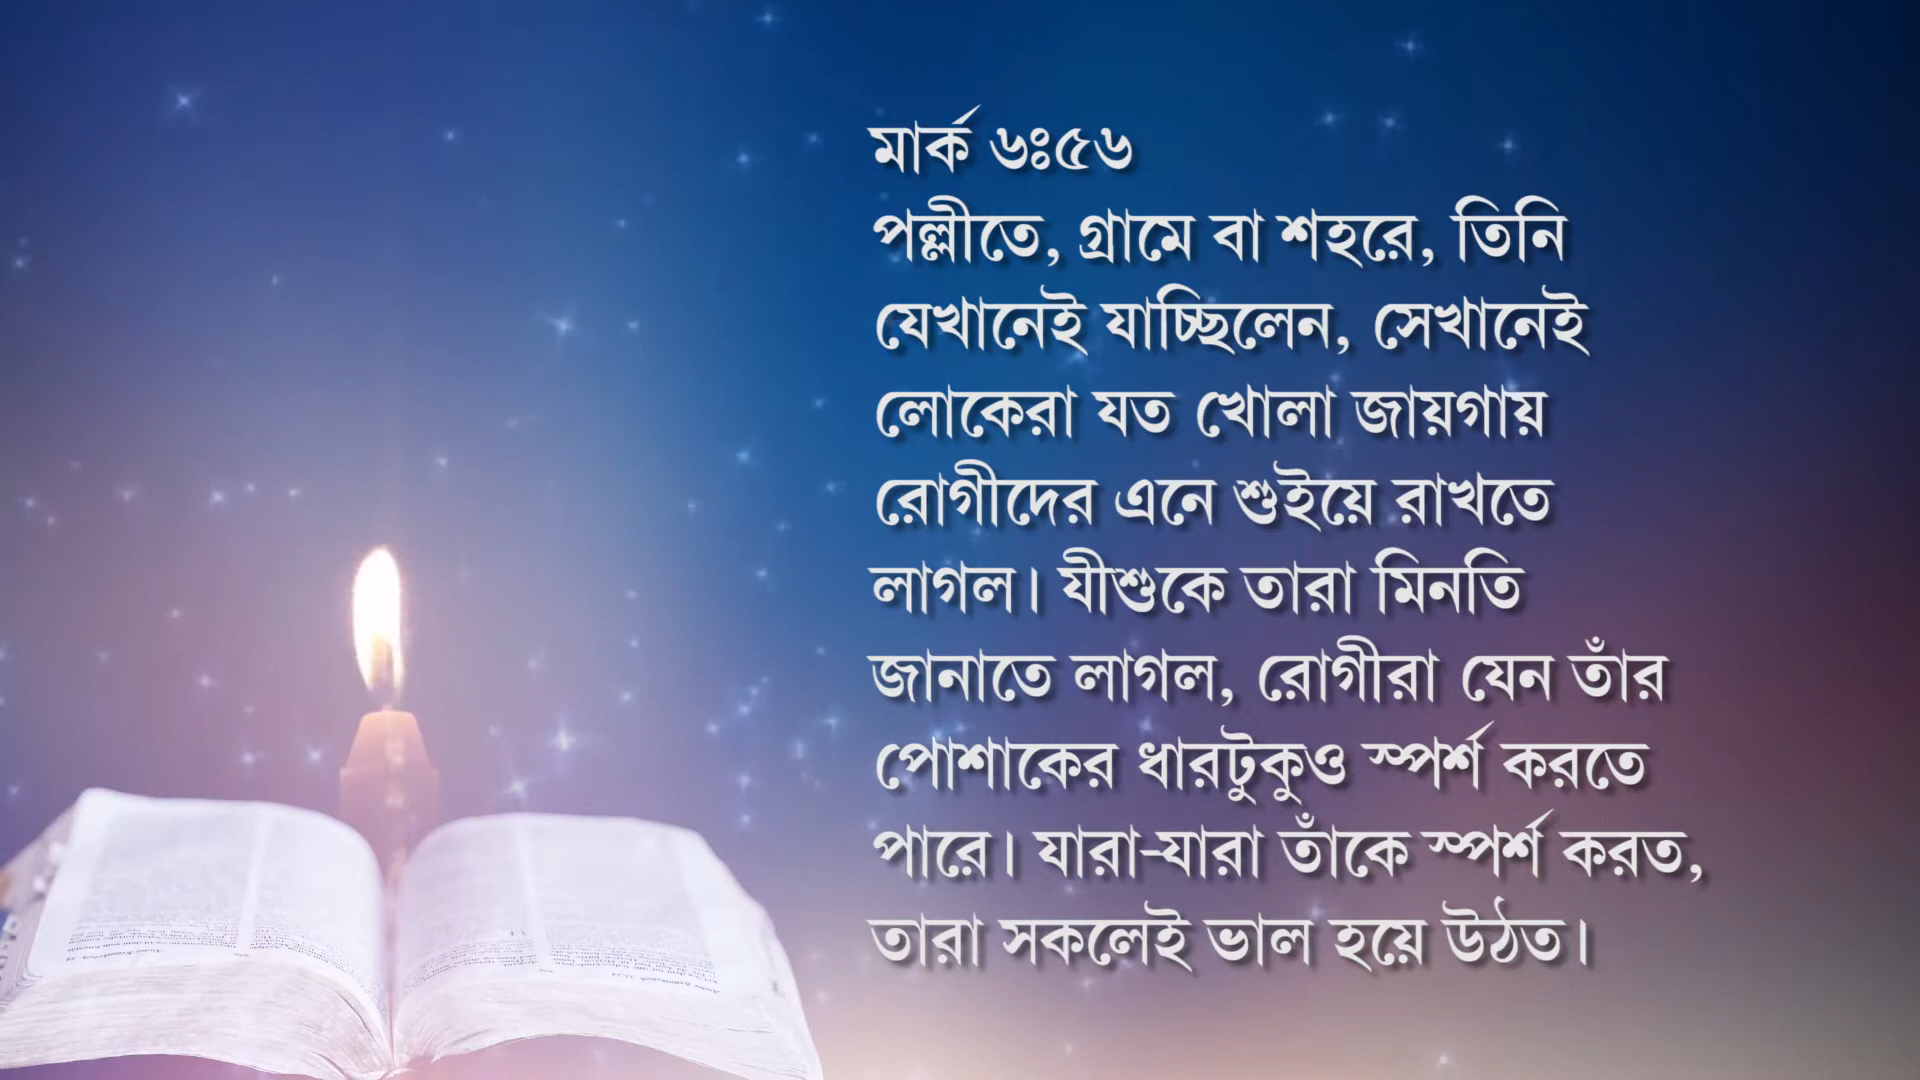 মার্ক ৬ঃ৫৬
পল্লীতে, গ্রামে বা শহরে, তিনি
যেখানেই যাচ্ছিলেন, সেখানেই
লোকেরা যত খোলা জায়গায়
রোগীদের এনে শুইয়ে রাখতে
লাগল। যীশুকে তারা মিনতি
জানাতে লাগল, রোগীরা যেন তাঁর
পোশাকের ধারটুকুও স্পর্শ করতে
পারে। যারা-যারা তাঁকে স্পর্শ করত,
তারা সকলেই ভাল হয়ে উঠত।